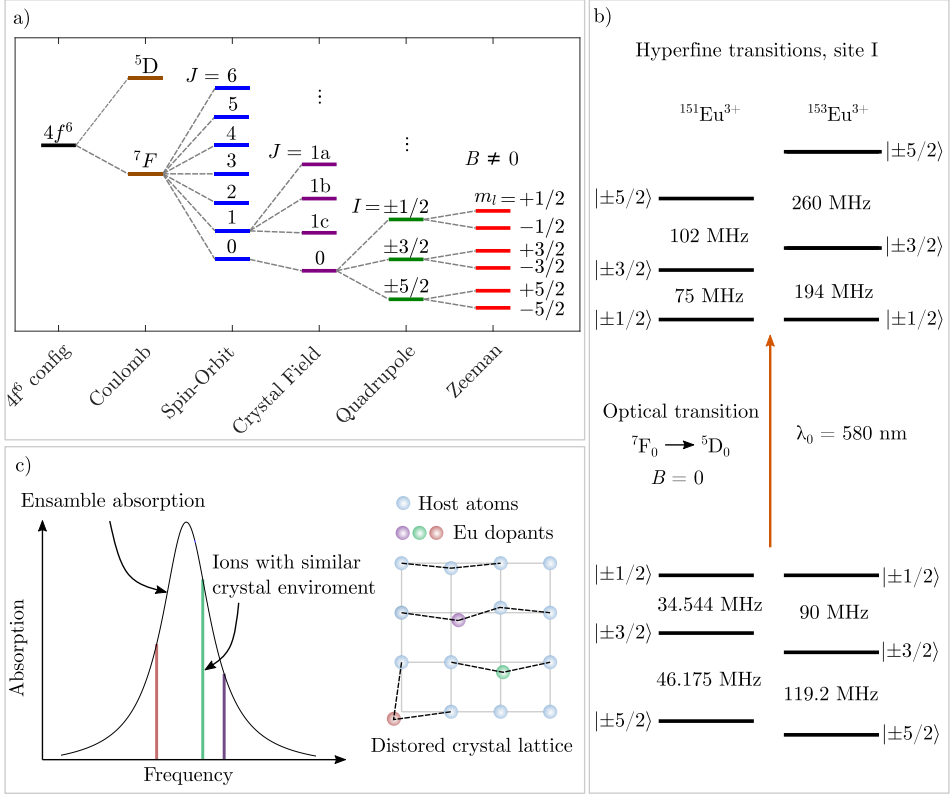 a)
⁵D
4f⁶
⁷F
J = 6
5
4
3
2
1
0
⋮
J = 1a
1b
1c
0
⋮
I = ±1/2
±3/2
±5/2
B ≠ 0
mₗ = +1/2
−1/2
+3/2
−3/2
+5/2
−5/2
4f⁶ config
Coulomb
Spin-Orbit
Crystal Field
Quadrupole
Zeeman
b)
Hyperfine transitions, site I
¹⁵¹Eu³⁺
¹⁵³Eu³⁺
|±5/2⟩
102 MHz
|±3/2⟩
75 MHz
|±1/2⟩
|±5/2⟩
260 MHz
|±3/2⟩
194 MHz
|±1/2⟩
Optical transition
⁷F₀ → ⁵D₀
B = 0
λ₀ = 580 nm
|±1/2⟩
34.544 MHz
|±3/2⟩
46.175 MHz
|±5/2⟩
|±1/2⟩
90 MHz
|±3/2⟩
119.2 MHz
|±5/2⟩
c)
Ensamble absorption
Ions with similar
crystal enviroment
Absorption
Frequency
Host atoms
Eu dopants
Distored crystal lattice